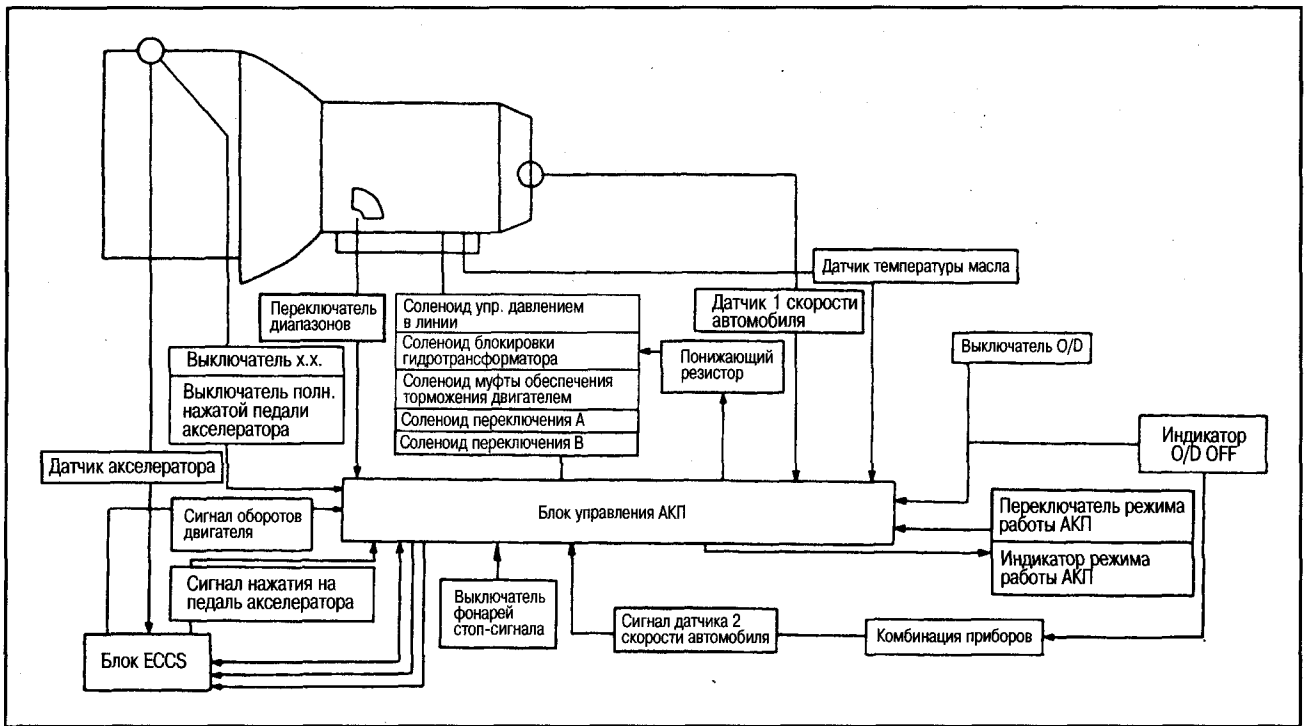 Датчик температуры масла
Переключатель
диапазонов
Соленоид упр. давлением
в линии
Датчик 1 скорости
автомобиля
Соленоид блокировки
гидротрансформатора
Понижающий
резистор
Выключатель O/D
Выключатель х.х.
Выключатель полн.
нажатой педали
акселератора
Соленоид муфты обеспечения
торможения двигателем
Соленоид переключения А
Соленоид переключения В
Индикатор
O/D OFF
Датчик акселератора
Сигнал оборотов
двигателя
Блок управления АКП
Переключатель режима
работы АКП
Индикатор режима
работы АКП
Сигнал нажатия на
педаль акселератора
Выключатель
фонарей
стоп-сигнала
Сигнал датчика 2
скорости автомобиля
Комбинация приборов
Блок ECCS